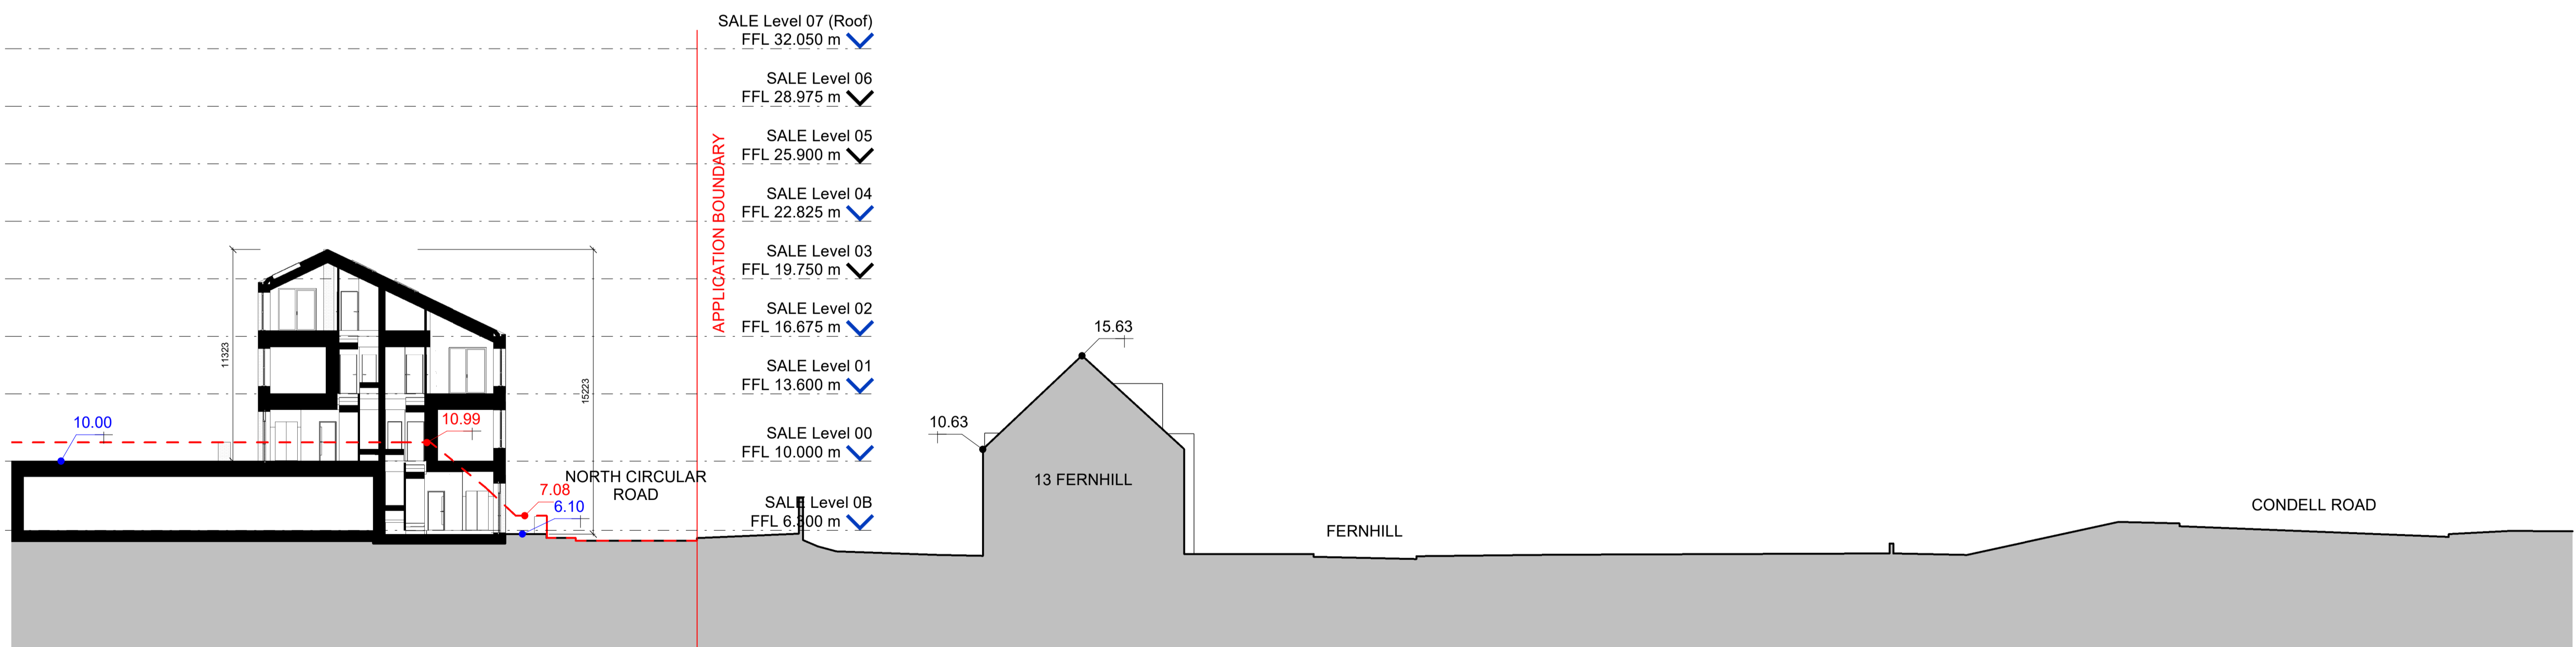 SALE Level 07 (Roof)
FFL 32.050 m
SALE Level 06
FFL 28.975 m
SALE Level 05
FFL 25.900 m
SALE Level 04
FFL 22.825 m
SALE Level 03
FFL 19.750 m
SALE Level 02
FFL 16.675 m
SALE Level 01
FFL 13.600 m
SALE Level 00
FFL 10.000 m
SALE Level 0B
FFL 6.300 m
APPLICATION BOUNDARY
11323
15223
10.00
10.99
7.08
6.10
NORTH CIRCULAR
ROAD
15.63
10.63
13 FERNHILL
FERNHILL
CONDELL ROAD